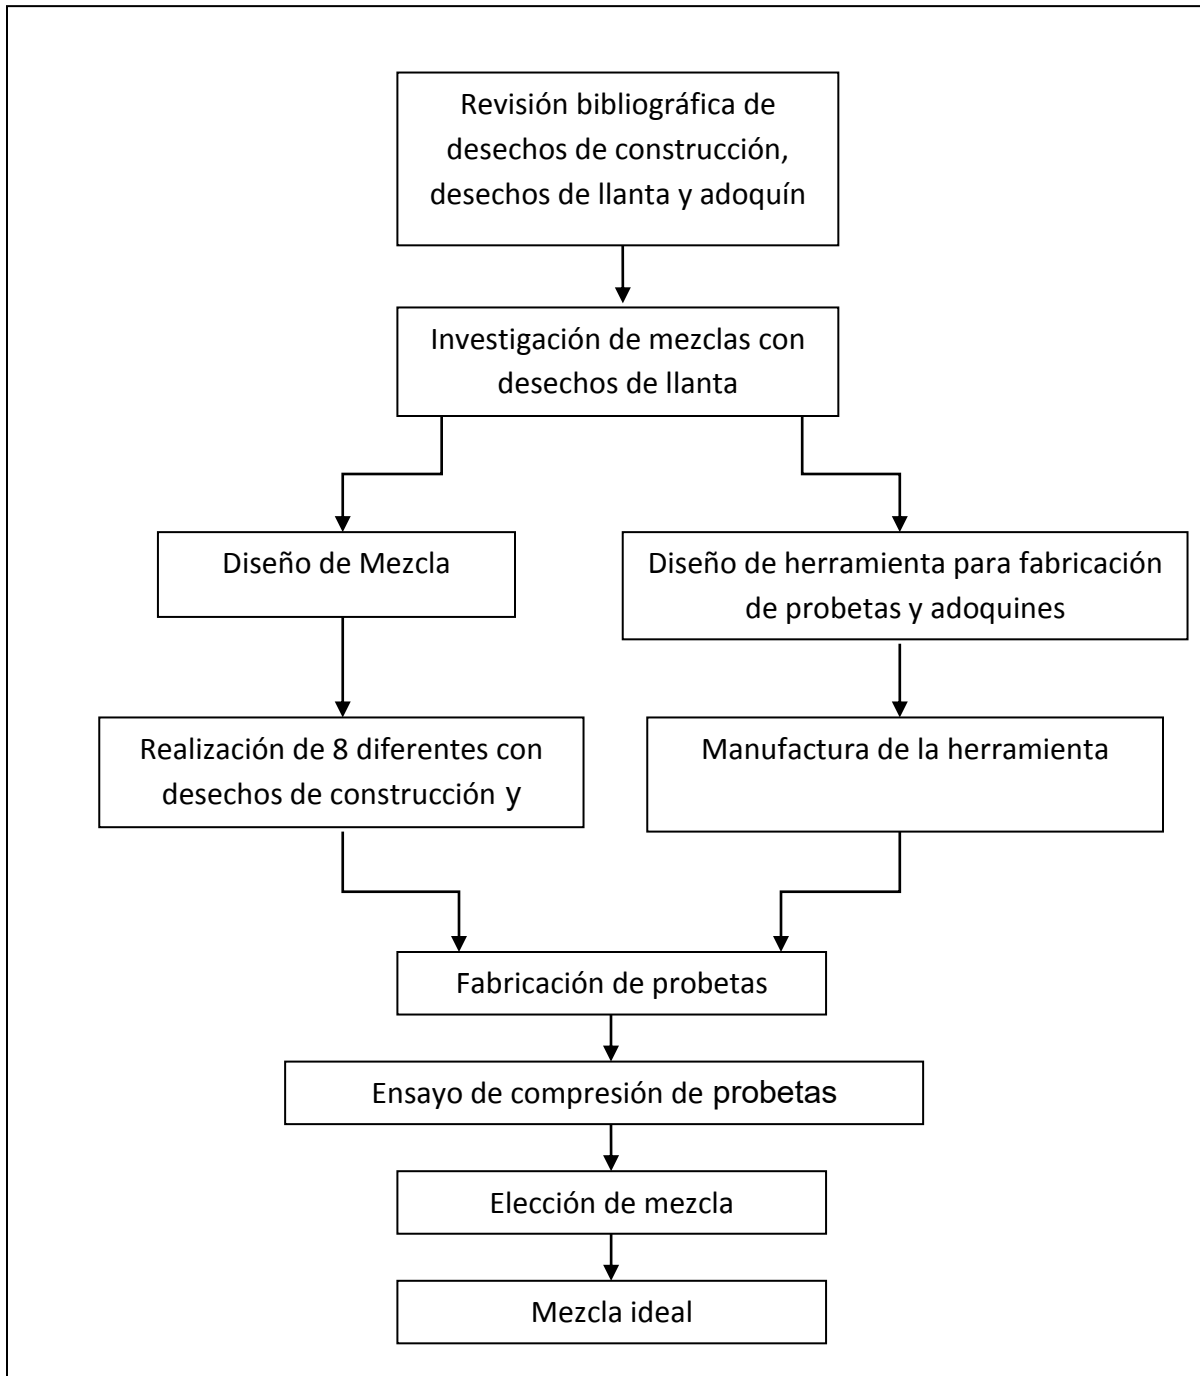 Revisión bibliográfica de
desechos de construcción,
desechos de llanta y adoquín
Investigación de mezclas con
desechos de llanta
Diseño de Mezcla
Diseño de herramienta para fabricación
de probetas y adoquines
Realización de 8 diferentes con
desechos de construcción y
Manufactura de la herramienta
Fabricación de probetas
Ensayo de compresión de probetas
Elección de mezcla
Mezcla ideal